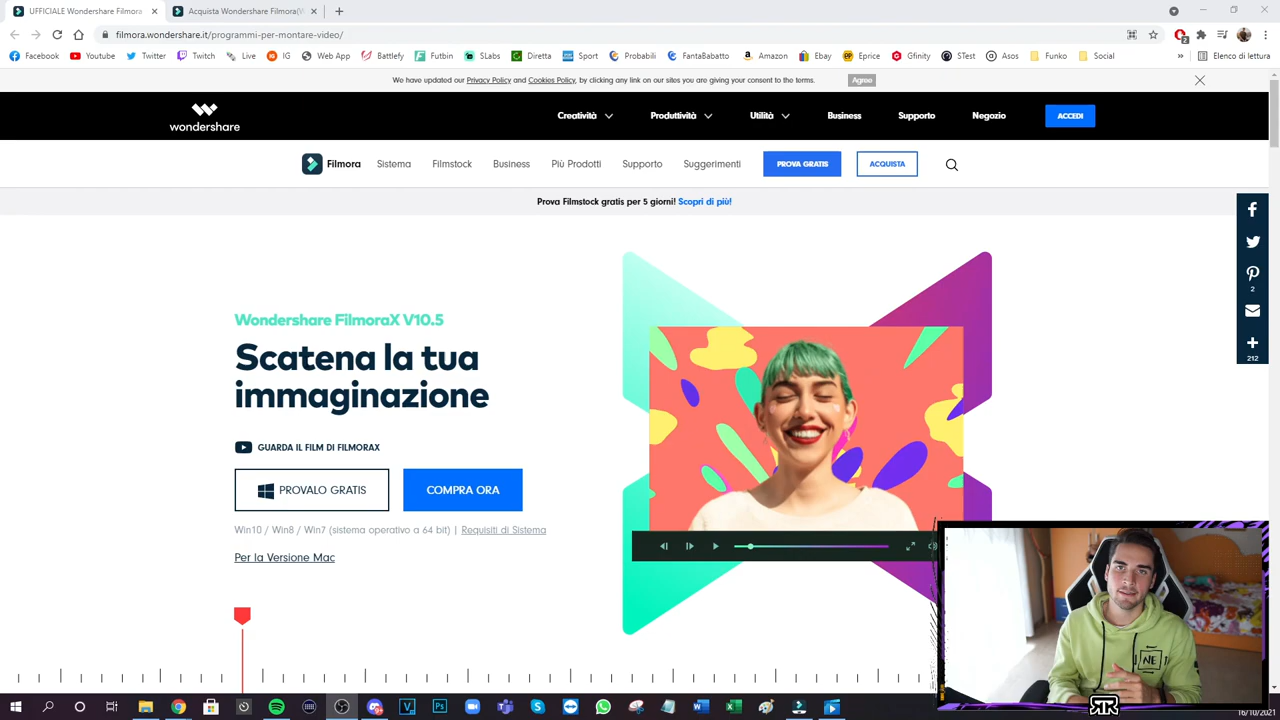 UFFICIALE Wondershare Filmora
Acquista Wondershare Filmora(W
filmora.wondershare.it/programmi-per-montare-video/
Facebook
Youtube
Twitter
Twitch
Live
IG
Web App
Battlefy
Futbin
SLabs
Diretta
Sport
Probabili
FantaBabatto
Amazon
Ebay
Eprice
Gfinity
STest
Asos
Funko
Social
»
Elenco di lettura
We have updated our Privacy Policy and Cookies Policy, by clicking any link on our sites you are giving your consent to the terms.
Agree
wondershare
Creatività
Produttività
Utilità
Business
Supporto
Negozio
ACCEDI
Filmora
Sistema
Filmstock
Business
Più Prodotti
Supporto
Suggerimenti
PROVA GRATIS
ACQUISTA
Prova Filmstock gratis per 5 giorni! Scopri di più!
2
212
Wondershare FilmoraX V10.5
Scatena la tua
immaginazione
GUARDA IL FILM DI FILMORAX
PROVALO GRATIS
COMPRA ORA
Win10 / Win8 / Win7 (sistema operativo a 64 bit) | Requisiti di Sistema
Per la Versione Mac
NE
16/10/2021